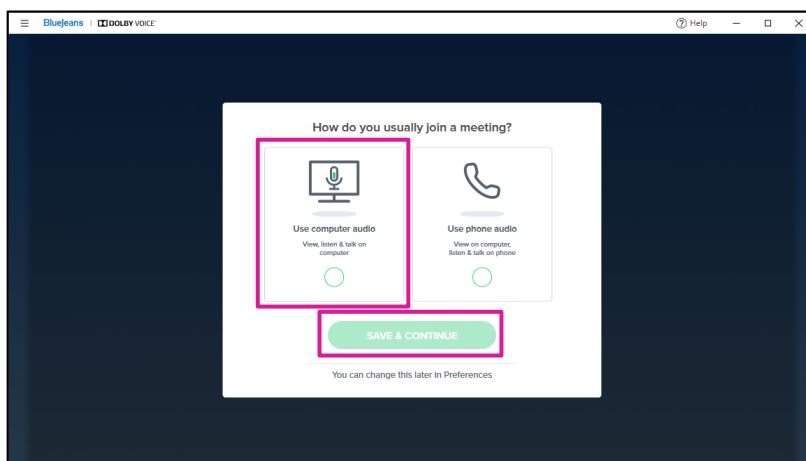 BlueJeans | DOLBY VOICE® ? Help
How do you usually join a meeting?
Use computer audio
View, listen & talk on
computer
Use phone audio
View on computer,
listen & talk on phone
SAVE & CONTINUE
You can change this later in Preferences